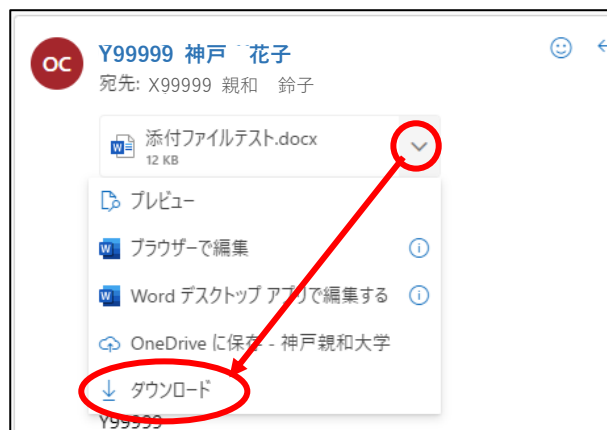 OC
Y99999 神戸 花子
宛先: X99999 親和 鈴子
添付ファイルテスト.docx
12 KB
プレビュー
ブラウザーで編集
Word デスクトップ アプリで編集する
OneDrive に保存 - 神戸親和大学
ダウンロード
Y99999